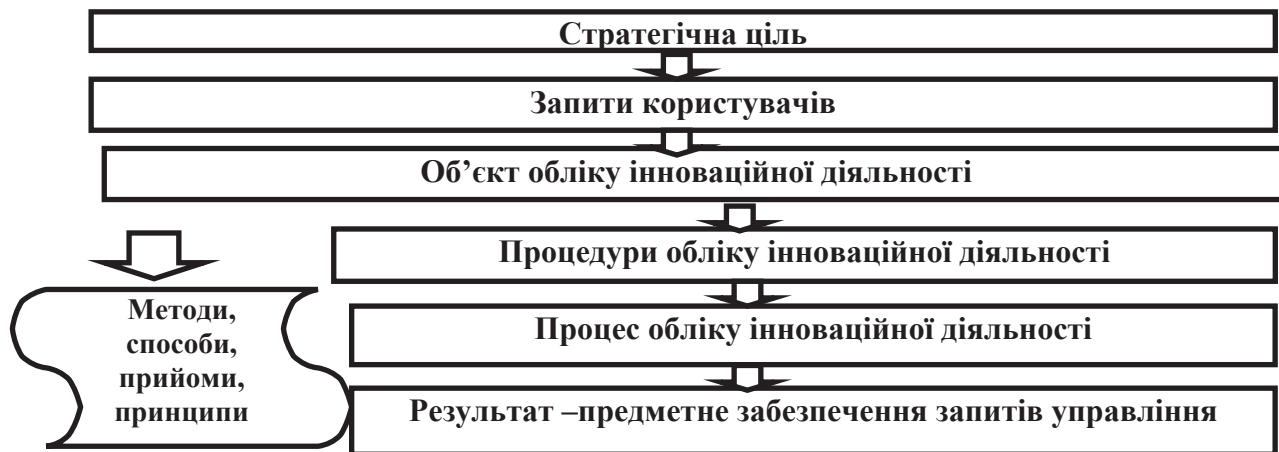 Стратегічна ціль
Запити користувачів
Об’єкт обліку інноваційної діяльності
Процедури обліку інноваційної діяльності
Методи,
способи,
прийоми,
принципи
Процес обліку інноваційної діяльності
Результат –предметне забезпечення запитів управління